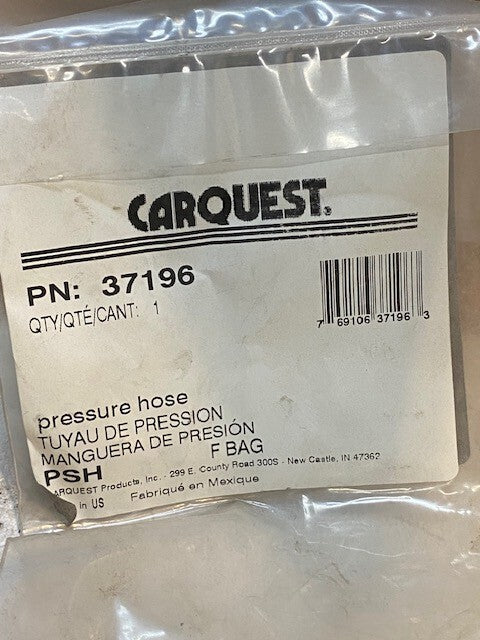 CARQUEST.
PN: 37196
QTY/QTÉ/CANT: 1
7 69106 37196 3
pressure hose
TUYAU DE PRESSION
MANGUERA DE PRESIÓN
PSH F BAG
ARQUEST Products, Inc. - 299 E. County Road 300S - New Castle, IN 47362
in US Fabriqué en Mexique